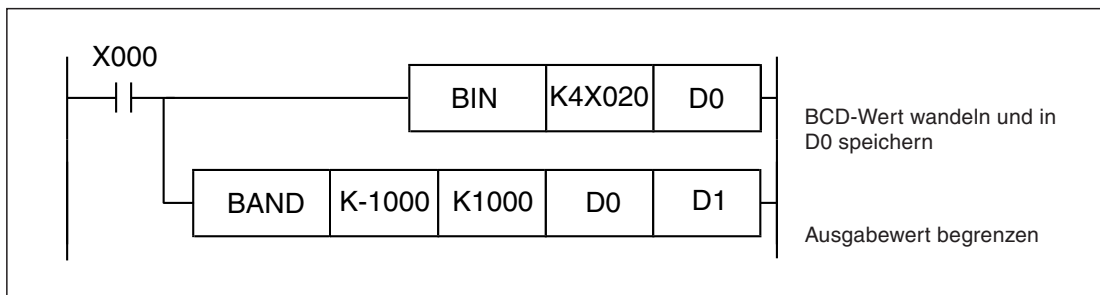 X000
BIN K4X020 D0
BCD-Wert wandeln und in
D0 speichern
BAND K-1000 K1000 D0 D1
Ausgabewert begrenzen